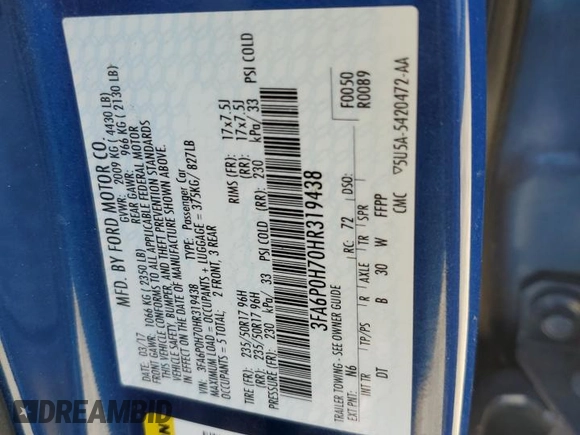 MFD. BY FORD MOTOR CO.
03/17 GVWR: 2009 KG ( 4430 LB)
FRONT GAWR: 1066 KG ( 2350 LB) REAR GAWR: 966 KG ( 2130 LB)
VEHICLE CONFORMS TO ALL APPLICABLE FEDERAL MOTOR
VEHICLE SAFETY, BUMPER, AND THEFT PREVENTION STANDARDS
IN EFFECT ON THE DATE OF MANUFACTURE SHOWN ABOVE.
VIN: 3FA6P0H70HR319438 TYPE: Passenger Car
MAXIMUM LOAD = OCCUPANTS + LUGGAGE = 375KG/ 827LB
OCCUPANTS = 5 TOTAL: 2 FRONT, 3 REAR
TIRE (FR): 235/50R17 96H RIMS (FR): 17x7.5J
(RR): 235/50R17 96H (RR): 17x7.5J
PRESSURE (FR): 230 kPa/ 33 PSI COLD (RR): 230 kPa/ 33 PSI COLD
3FA6P0H70HR319438
F0050
R00B9
TRAILER TOWING - SEE OWNER GUIDE
EXT PNT: N6 RC: 72 DSO:
INT TR TP/PS R AXLE TR SPR
DT B 30 W FFPP
CMC 5U5A-5420472-AA
DREAMBID